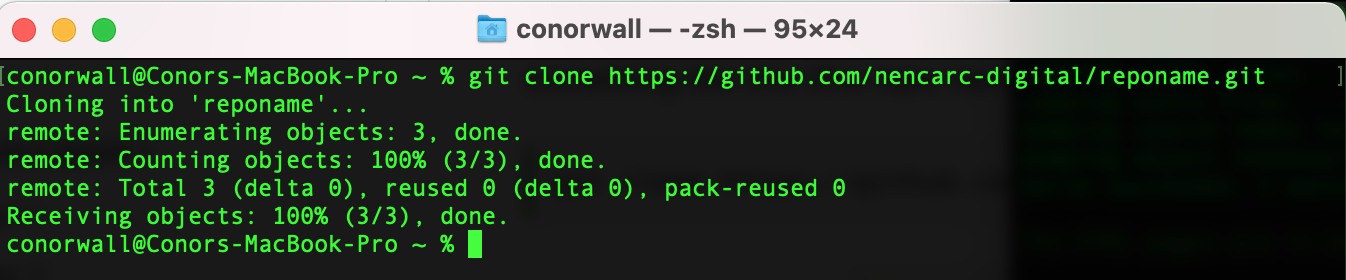 conorwall — -zsh — 95×24
[conorwall@Conors-MacBook-Pro ~ % git clone https://github.com/nencarc-digital/reponame.git ]
Cloning into 'reponame'...
remote: Enumerating objects: 3, done.
remote: Counting objects: 100% (3/3), done.
remote: Total 3 (delta 0), reused 0 (delta 0), pack-reused 0
Receiving objects: 100% (3/3), done.
conorwall@Conors-MacBook-Pro ~ %